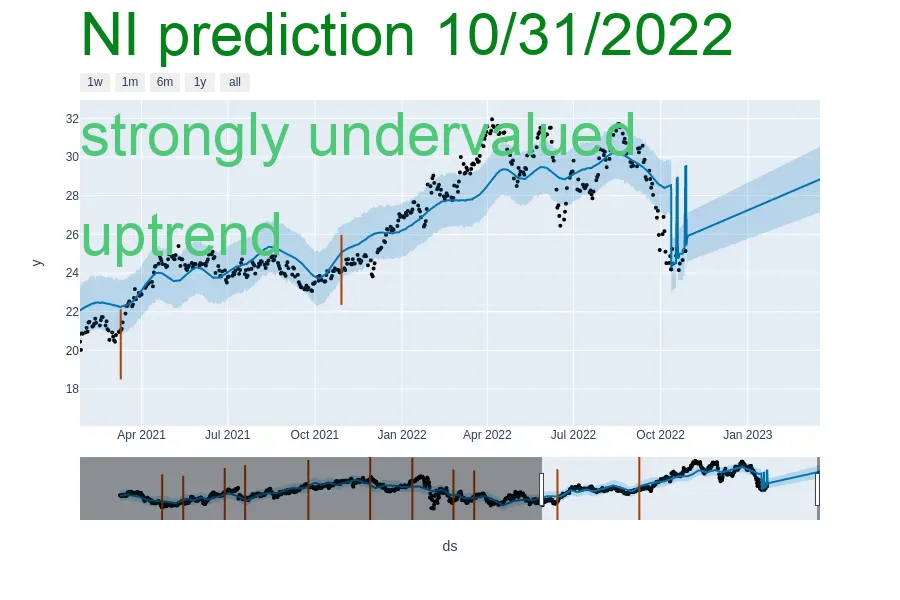 NI prediction 10/31/2022
1w 1m 6m 1y all
strongly undervalued
uptrend
32
30
28
26
24
22
20
18
y
Apr 2021 Jul 2021 Oct 2021 Jan 2022 Apr 2022 Jul 2022 Oct 2022 Jan 2023
ds